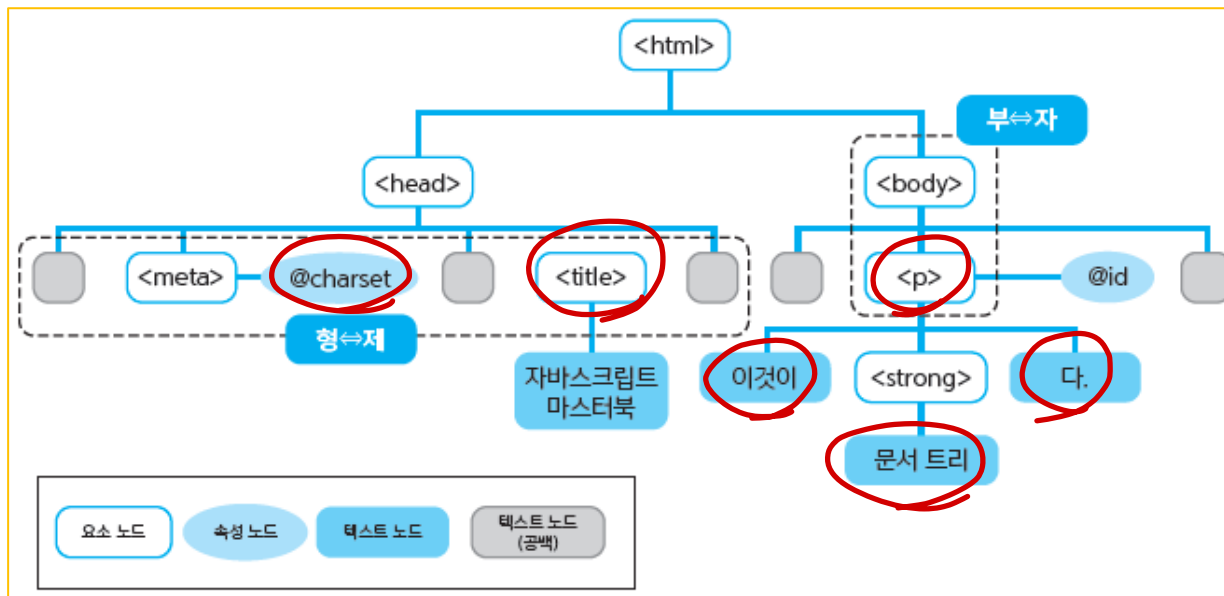 <html>
부⇔자
<head>
<body>
<meta>
@charset
<title>
<p>
@id
형⇔제
자바스크립트
마스터북
이것이
<strong>
다.
문서 트리
요소 노드
속성 노드
텍스트 노드
텍스트 노드
(공백)